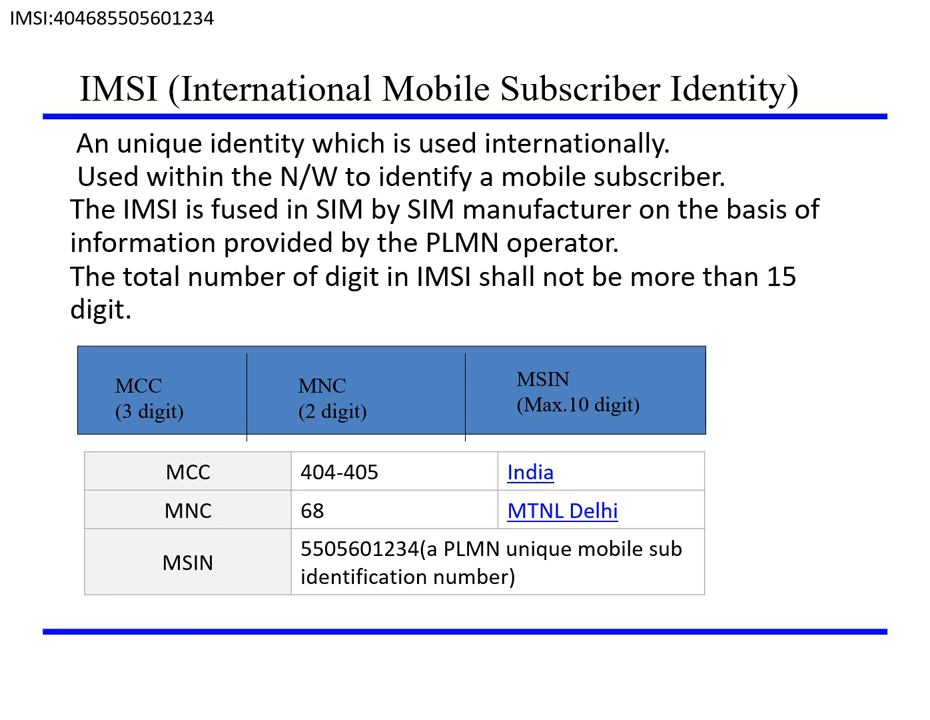 IMSI:404685505601234
IMSI (International Mobile Subscriber Identity)
An unique identity which is used internationally.
Used within the N/W to identify a mobile subscriber.
The IMSI is fused in SIM by SIM manufacturer on the basis of
information provided by the PLMN operator.
The total number of digit in IMSI shall not be more than 15
digit.
MCC
(3 digit)
MNC
(2 digit)
MSIN
(Max.10 digit)
MCC 404-405 India
MNC 68 MTNL Delhi
MSIN 5505601234(a PLMN unique mobile sub
identification number)